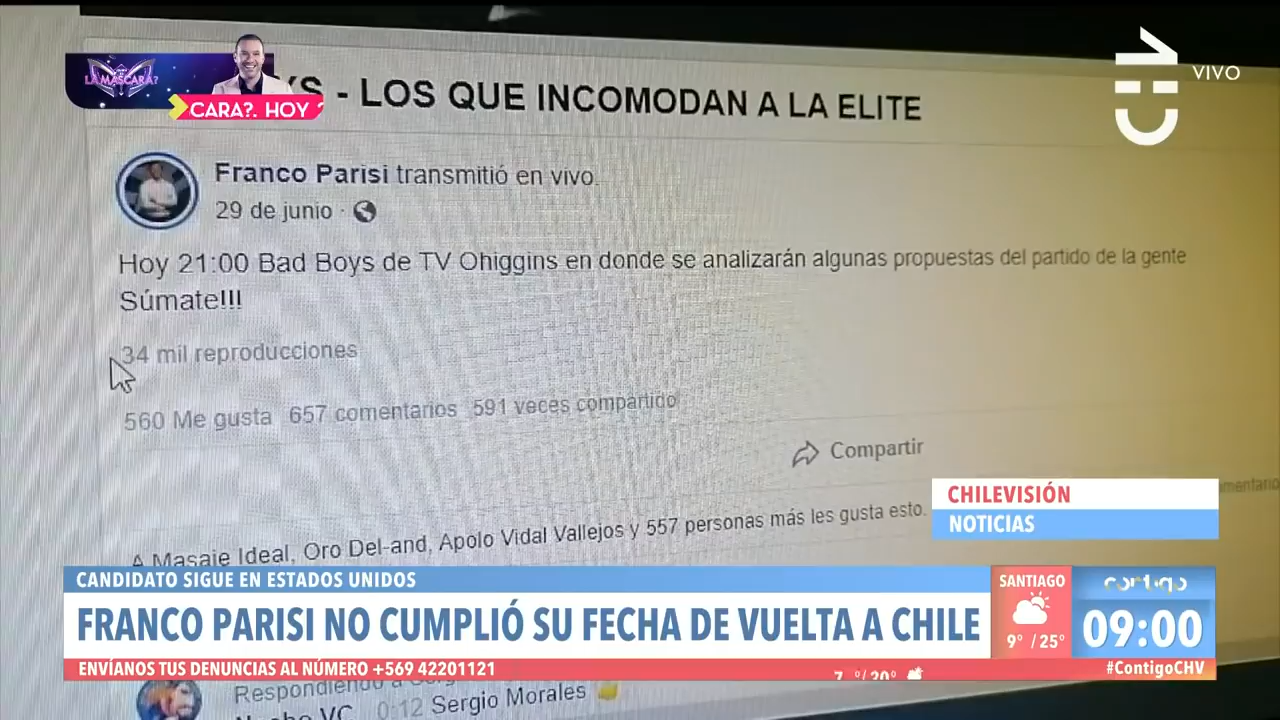 LA MÁSCARA?
CARA?. HOY
- LOS QUE INCOMODAN A LA ELITE
VIVO
Franco Parisi transmitió en vivo.
29 de junio ·
Hoy 21:00 Bad Boys de TV Ohiggins en donde se analizarán algunas propuestas del partido de la gente
Súmate!!!
34 mil reproducciones
560 Me gusta 657 comentarios 591 veces compartido
Compartir
A Masaje Ideal, Oro Del-and, Apolo Vidal Vallejos y 557 personas más les gusta esto.
CHILEVISIÓN
NOTICIAS
CANDIDATO SIGUE EN ESTADOS UNIDOS
FRANCO PARISI NO CUMPLIÓ SU FECHA DE VUELTA A CHILE
SANTIAGO
9° / 25°
contigo
09:00
ENVÍANOS TUS DENUNCIAS AL NÚMERO +569 42201121
#ContigoCHV
Respondiendo a
VC 0:12 Sergio Morales